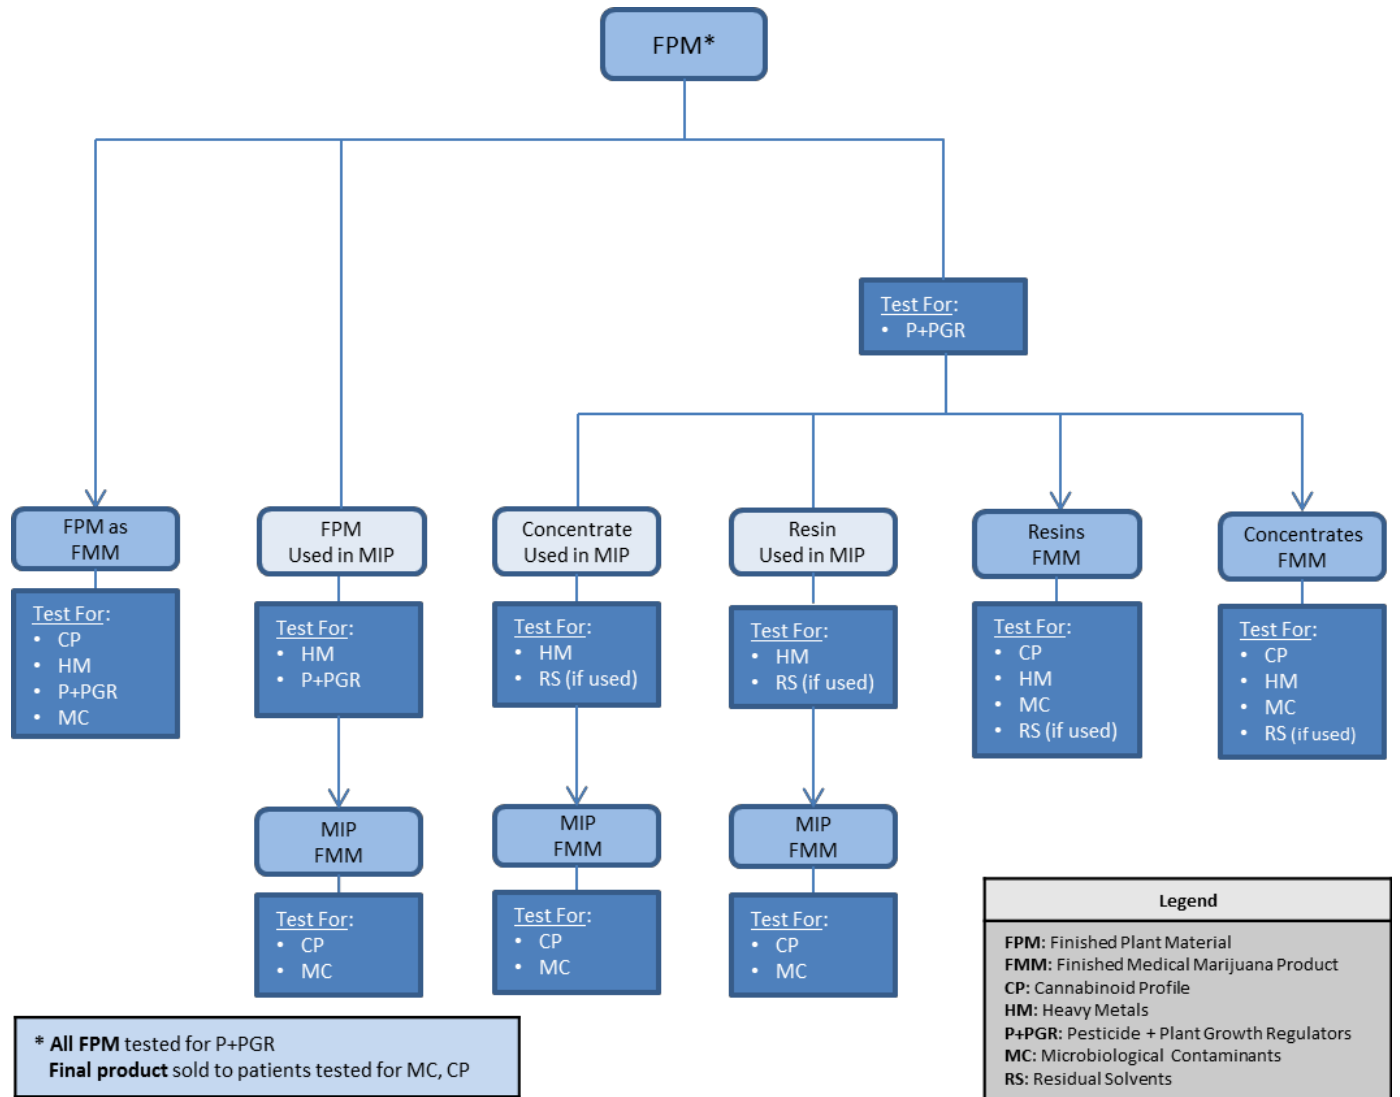 FPM*
Test For:
• P+PGR
FPM as
FMM
FPM
Used in MIP
Concentrate
Used in MIP
Resin
Used in MIP
Resins
FMM
Concentrates
FMM
Test For:
• CP
• HM
• P+PGR
• MC
Test For:
• HM
• P+PGR
Test For:
• HM
• RS (if used)
Test For:
• HM
• RS (if used)
Test For:
• CP
• HM
• MC
• RS (if used)
Test For:
• CP
• HM
• MC
• RS (if used)
MIP
FMM
MIP
FMM
MIP
FMM
Test For:
• CP
• MC
Test For:
• CP
• MC
Test For:
• CP
• MC
* All FPM tested for P+PGR
Final product sold to patients tested for MC, CP
Legend
FPM: Finished Plant Material
FMM: Finished Medical Marijuana Product
CP: Cannabinoid Profile
HM: Heavy Metals
P+PGR: Pesticide + Plant Growth Regulators
MC: Microbiological Contaminants
RS: Residual Solvents